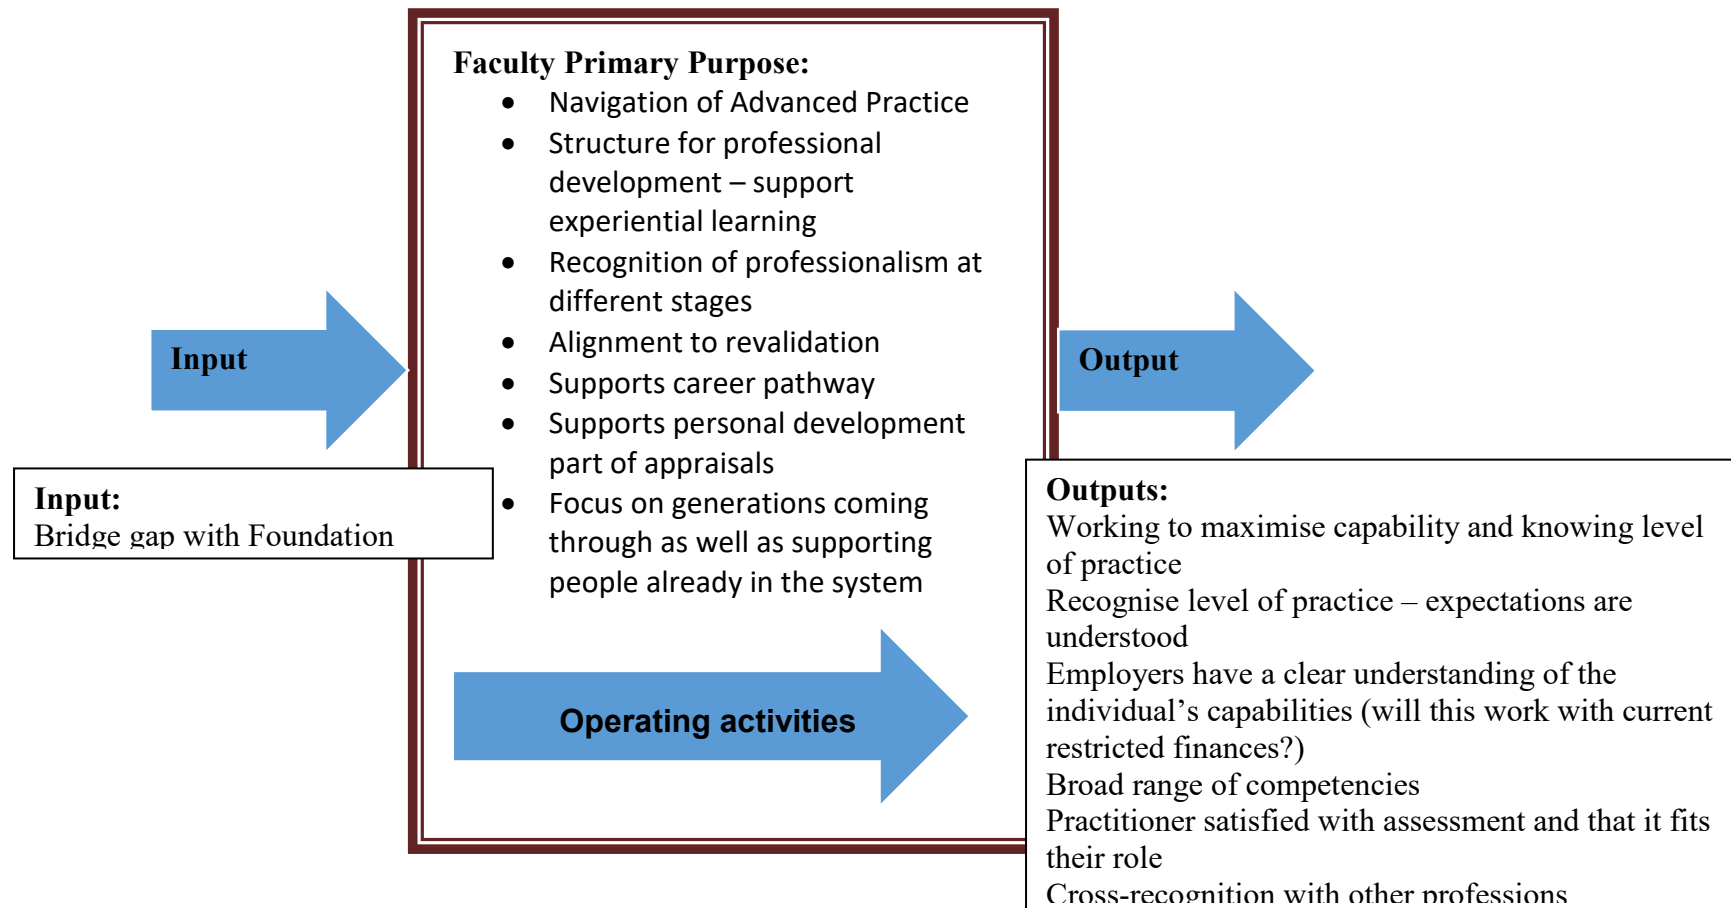 Faculty Primary Purpose:
• Navigation of Advanced Practice
• Structure for professional
development – support
experiential learning
• Recognition of professionalism at
different stages
• Alignment to revalidation
• Supports career pathway
• Supports personal development
part of appraisals
• Focus on generations coming
through as well as supporting
people already in the system
Operating activities
Input
Input:
Bridge gap with Foundation
Output
Outputs:
Working to maximise capability and knowing level
of practice
Recognise level of practice – expectations are
understood
Employers have a clear understanding of the
individual’s capabilities (will this work with current
restricted finances?)
Broad range of competencies
Practitioner satisfied with assessment and that it fits
their role
Cross-recognition with other professions